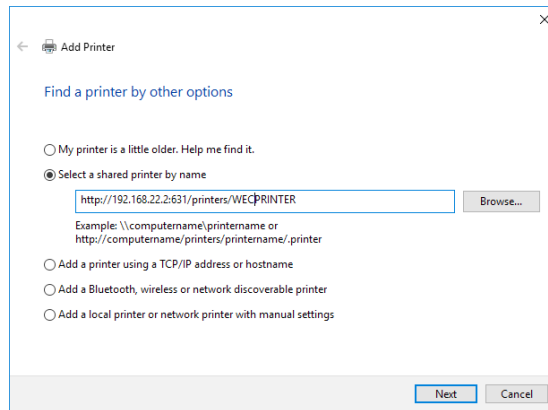 Add Printer
Find a printer by other options
My printer is a little older. Help me find it.
Select a shared printer by name
http://192.168.22.2:631/printers/WECPRINTER
Browse...
Example: \\computername\printername or
http://computername/printers/printername/.printer
Add a printer using a TCP/IP address or hostname
Add a Bluetooth, wireless or network discoverable printer
Add a local printer or network printer with manual settings
Next
Cancel